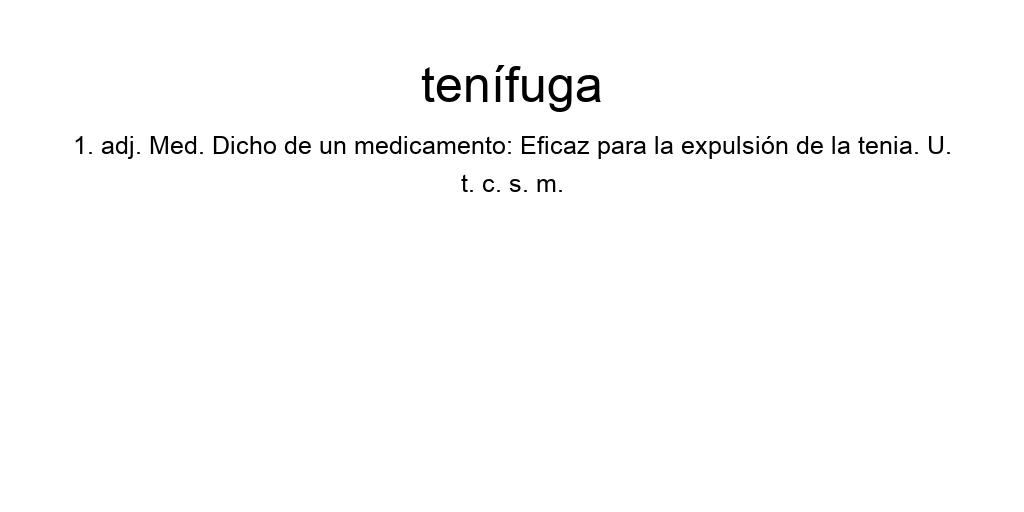 tenífuga
1. adj. Med. Dicho de un medicamento: Eficaz para la expulsión de la tenia. U.
t. c. s. m.